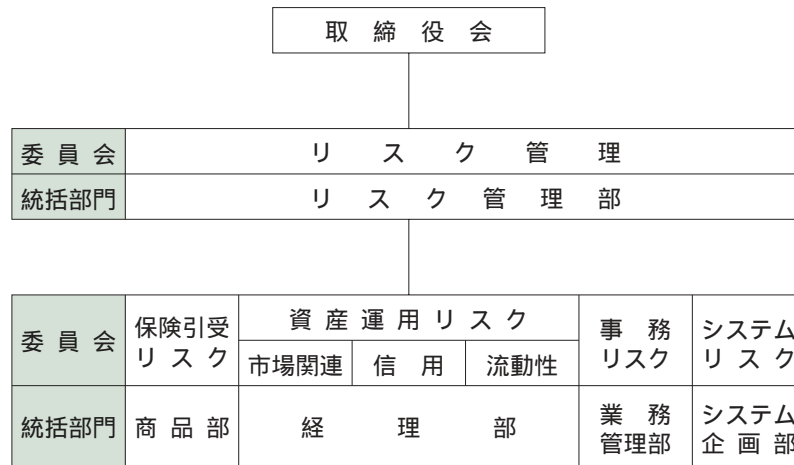 取締役会
委員会 リスク管理
統括部門 リスク管理部
委員会 保険引受リスク 資産運用リスク 事務リスク システムリスク
市場関連 信用 流動性
統括部門 商品部 経理部 業務管理部 システム企画部